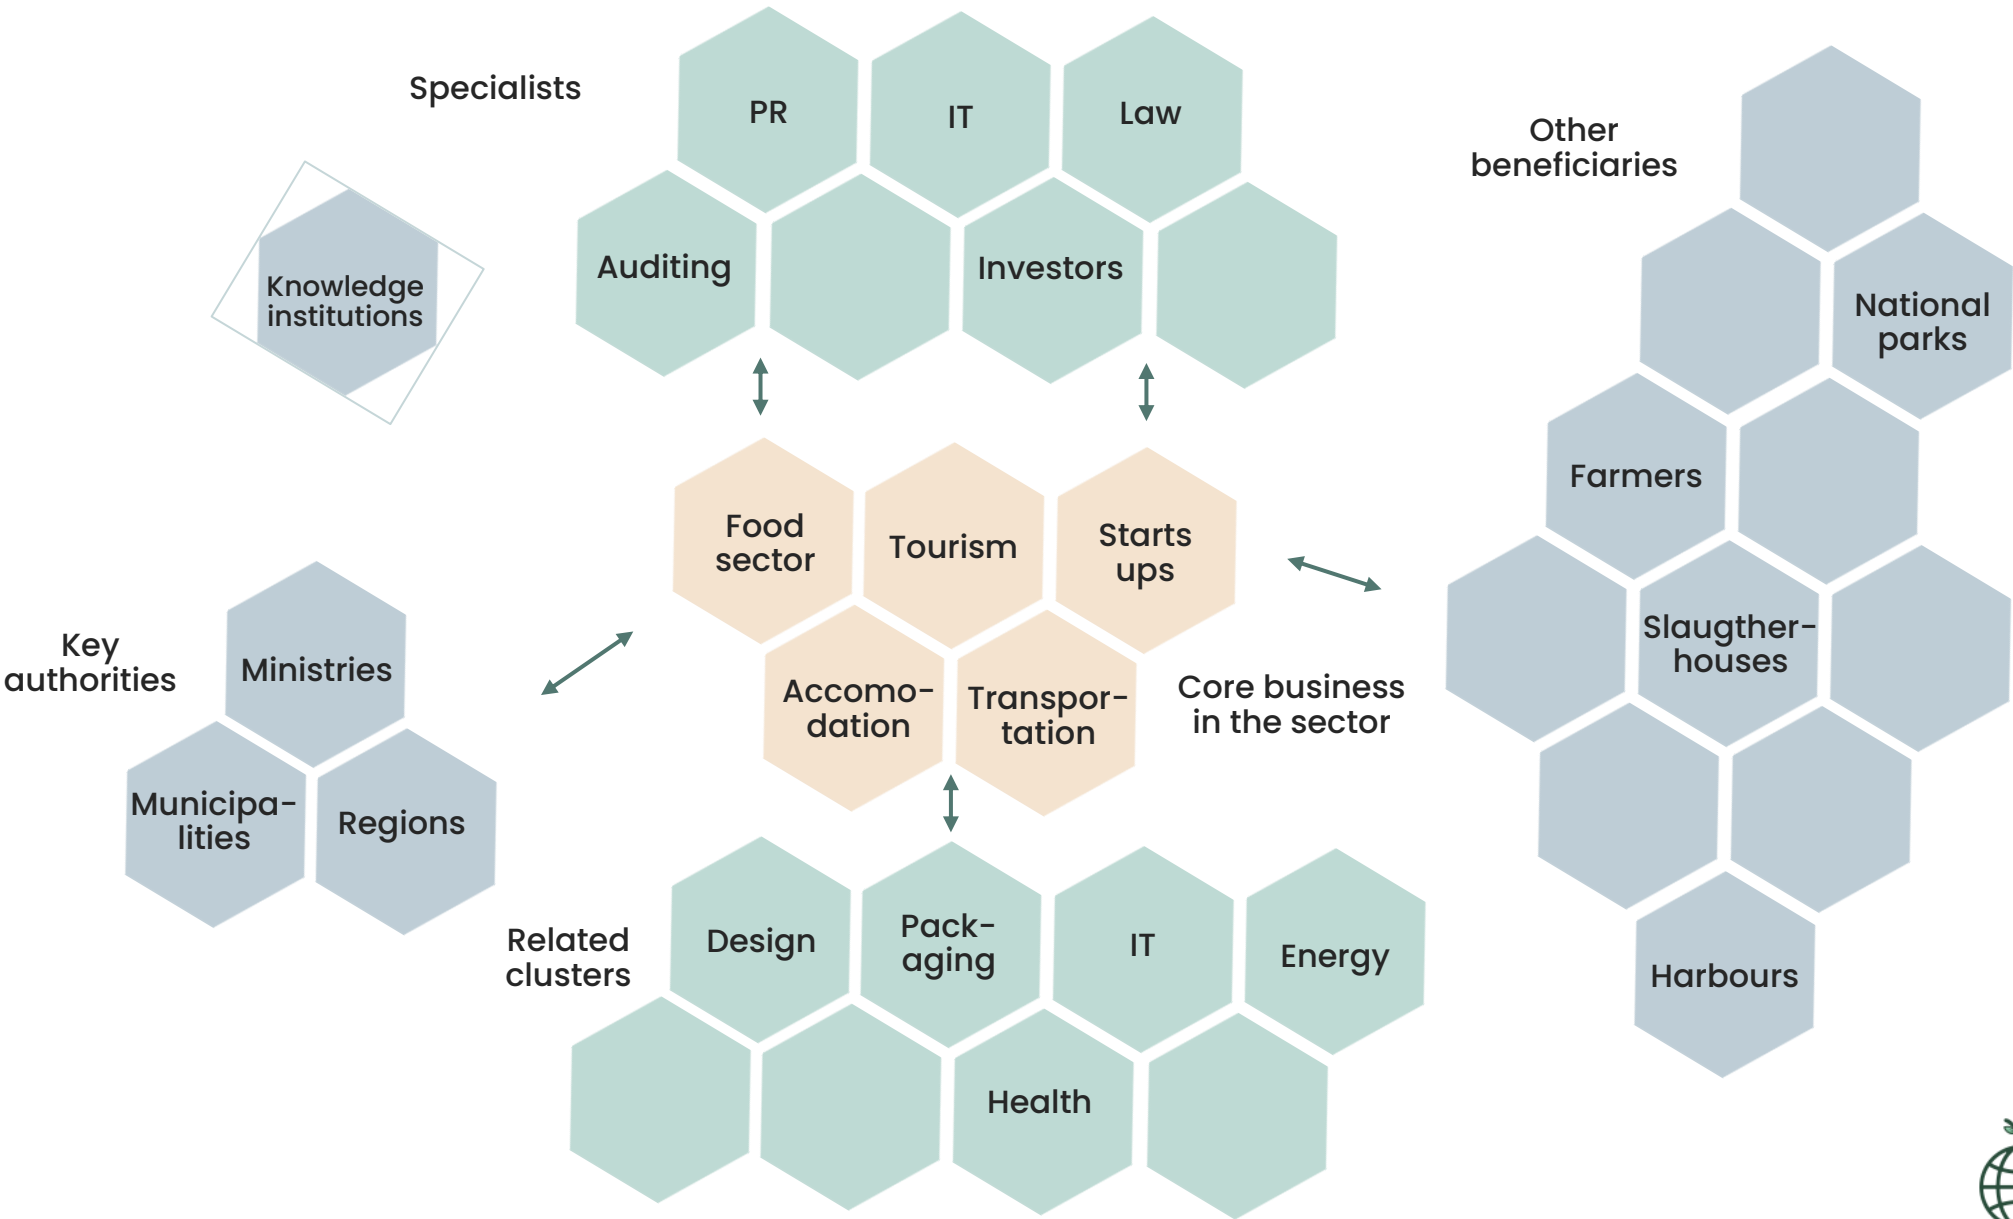 Specialists
PR
IT
Law
Auditing
Investors
Knowledge
institutions
Other
beneficiaries
National
parks
Farmers
Slaugther-
houses
Harbours
Food
sector
Tourism
Starts
ups
Accomo-
dation
Transpor-
tation
Core business
in the sector
Key
authorities
Ministries
Municipa-
lities
Regions
Related
clusters
Design
Pack-
aging
IT
Energy
Health